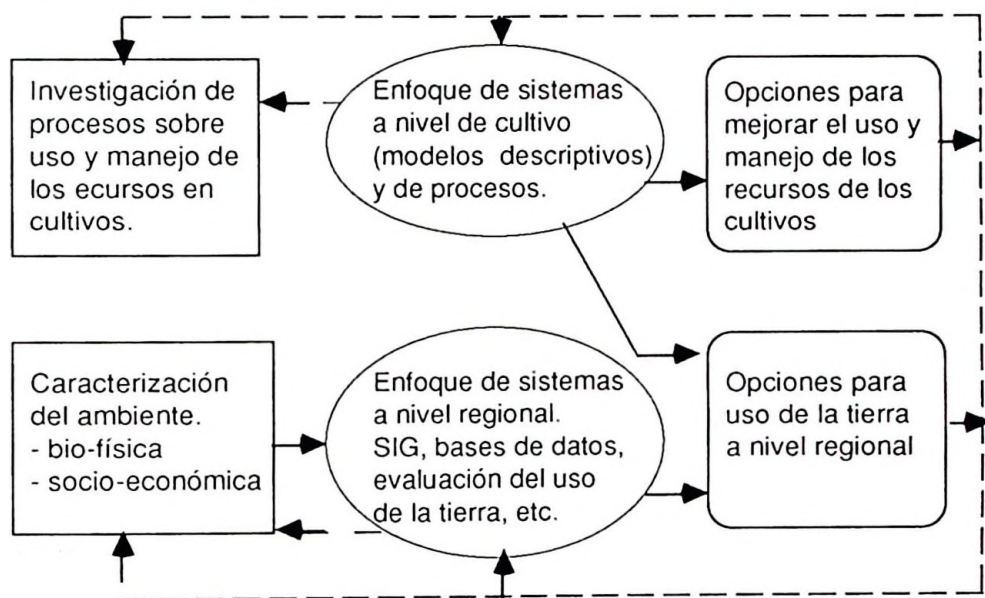 Investigación de
procesos sobre
uso y manejo de
los ecursos en
cultivos.
Enfoque de sistemas
a nivel de cultivo
(modelos descriptivos)
y de procesos.
Opciones para
mejorar el uso y
manejo de los
recursos de los
cultivos
Caracterización
del ambiente.
- bio-física
- socio-económica
Enfoque de sistemas
a nivel regional.
SIG, bases de datos,
evaluación del uso
de la tierra, etc.
Opciones para
uso de la tierra
a nivel regional